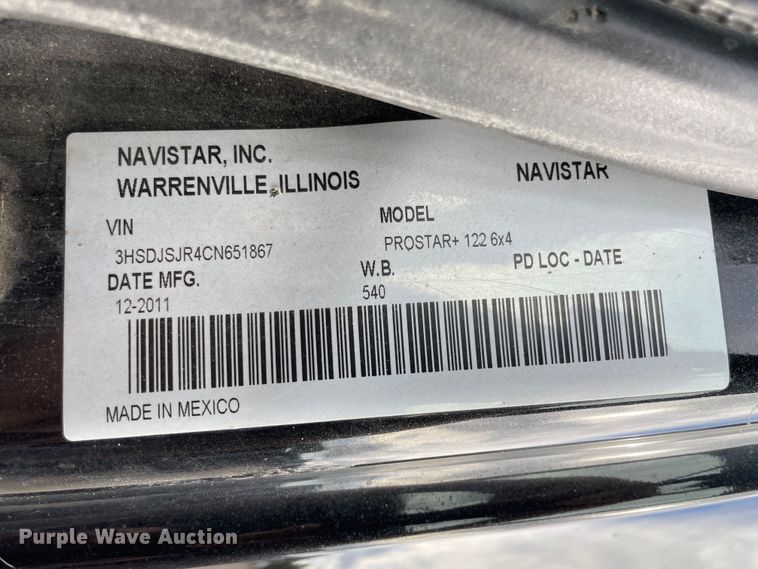 NAVISTAR, INC.
WARRENVILLE, ILLINOIS
NAVISTAR
VIN
3HSDJSJR4CN651867
MODEL
PROSTAR+ 122 6x4
DATE MFG.
12-2011
W.B.
540
PD LOC - DATE
MADE IN MEXICO
Purple Wave Auction